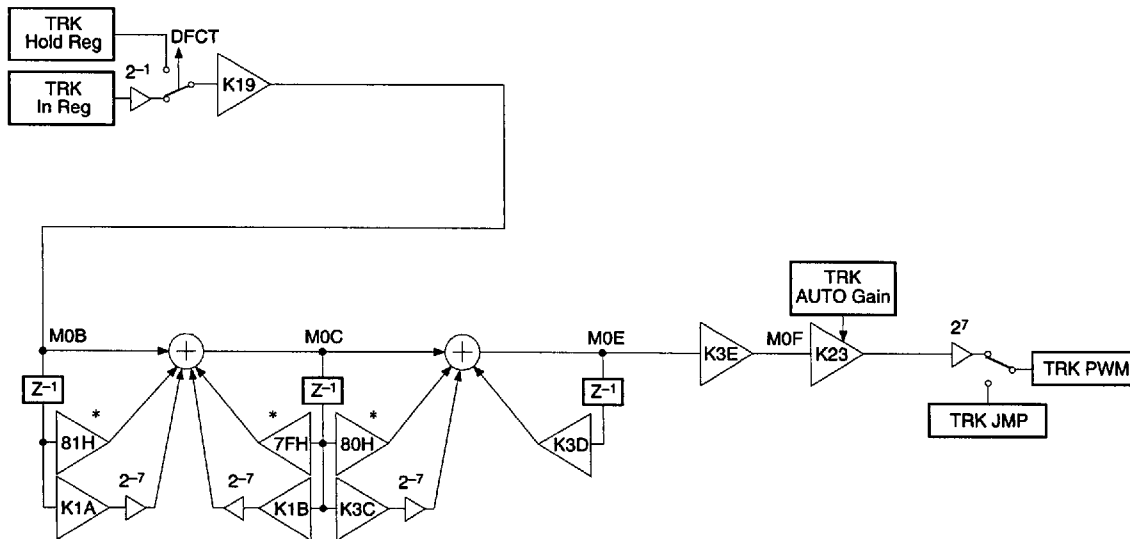 TRK
Hold Reg
DFCT
2⁻¹
K19
TRK
In Reg
TRK
AUTO Gain
M0B
M0C
M0E
K3E
M0F
K23
2⁷
TRK PWM
TRK JMP
Z⁻¹
Z⁻¹
Z⁻¹
81H
*
7FH
*
80H
*
K3D
K1A
2⁻⁷
2⁻⁷
K1B
K3C
2⁻⁷